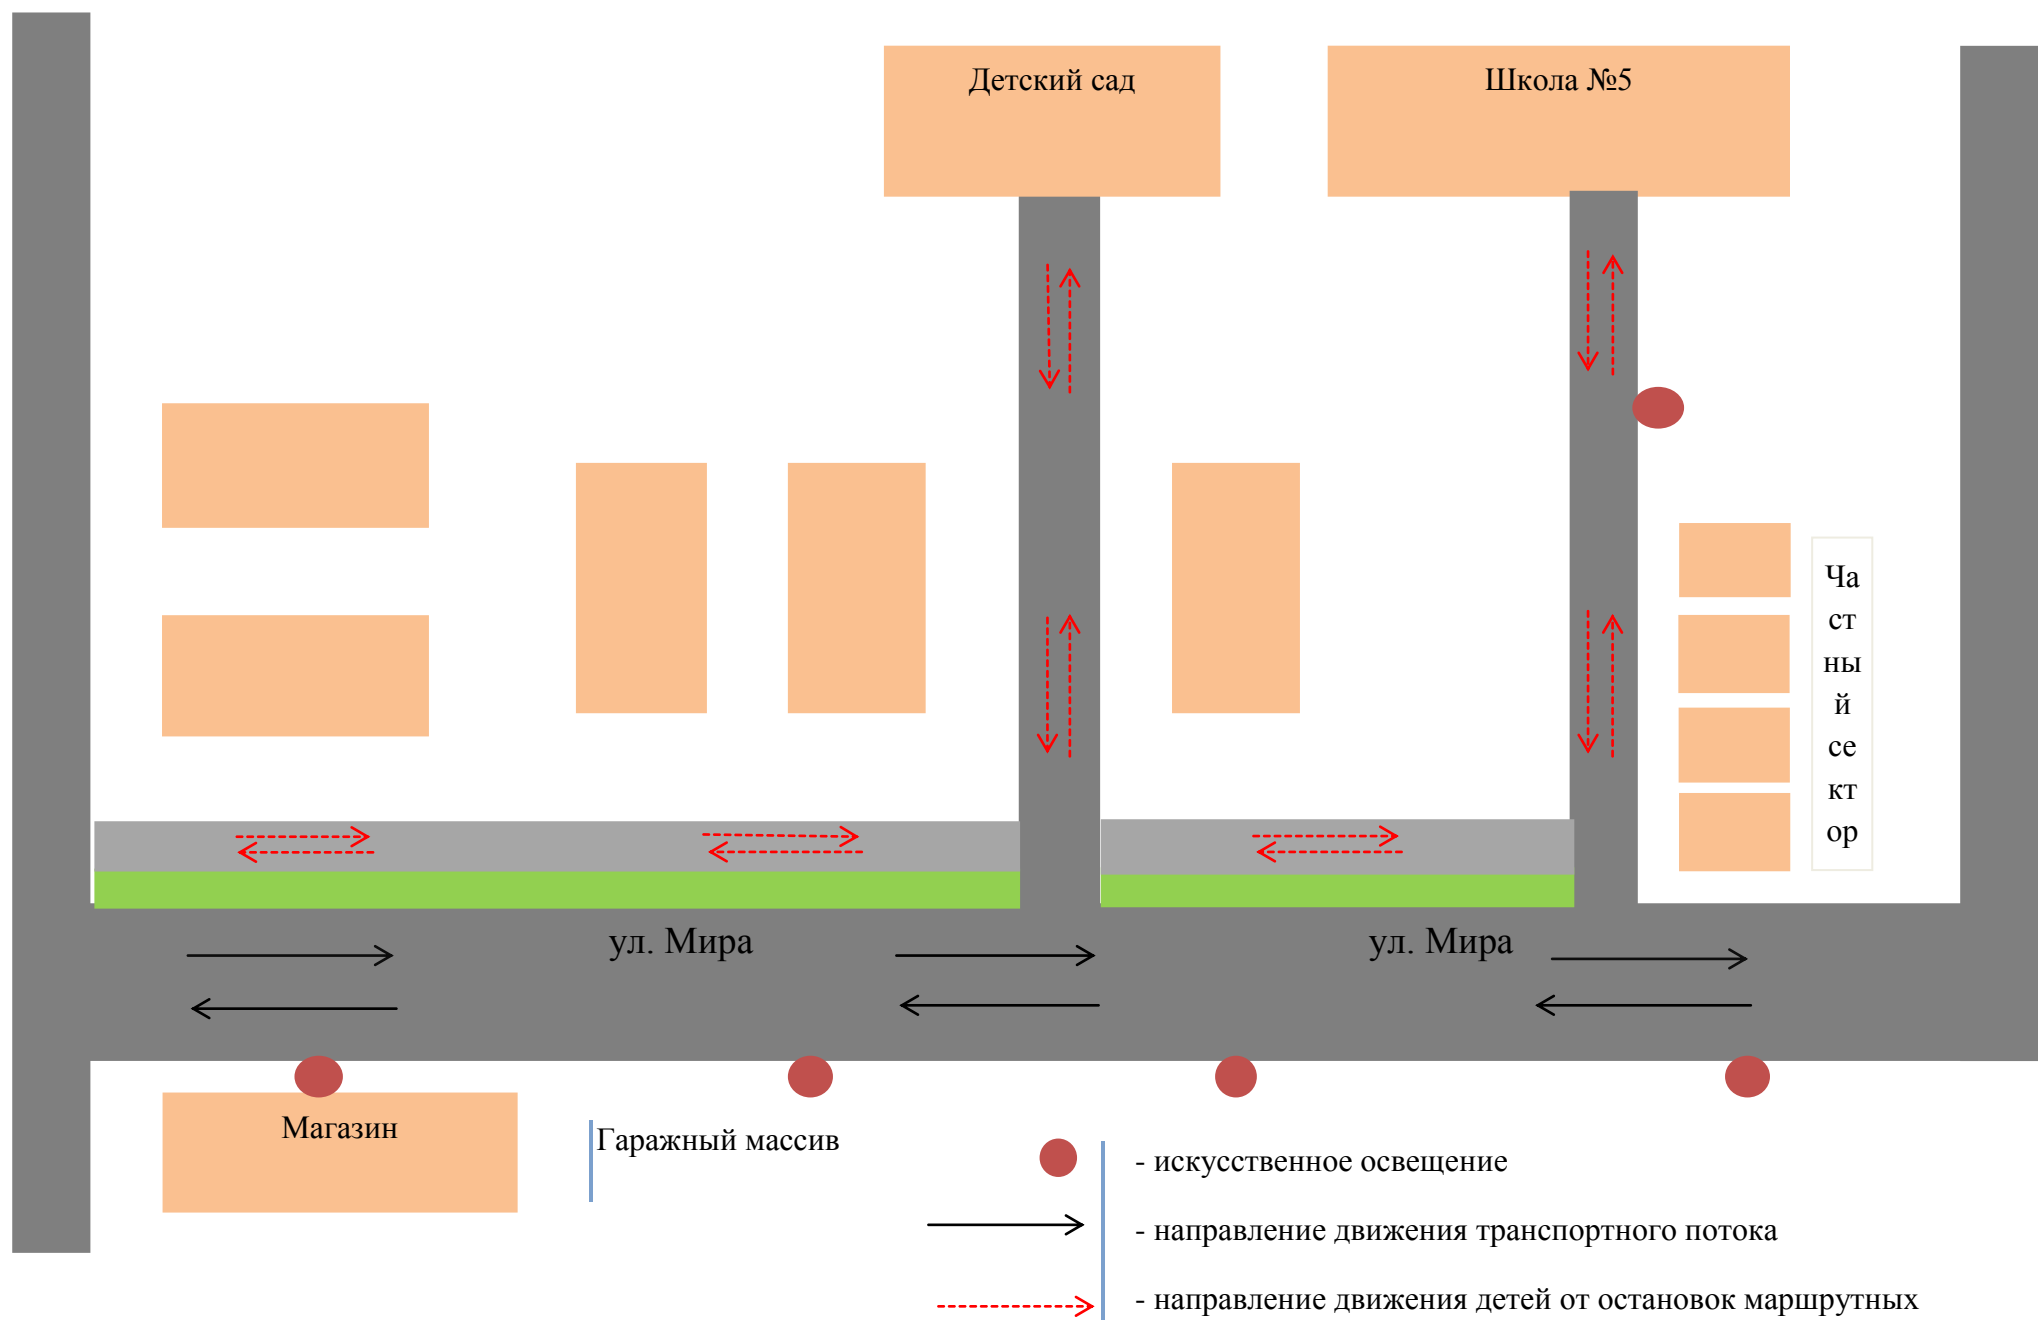 Детский сад
Школа №5
Ча
ст
ны
й
се
кт
ор
ул. Мира
ул. Мира
Магазин
Гаражный массив
- искусственное освещение
- направление движения транспортного потока
- направление движения детей от остановок маршрутных